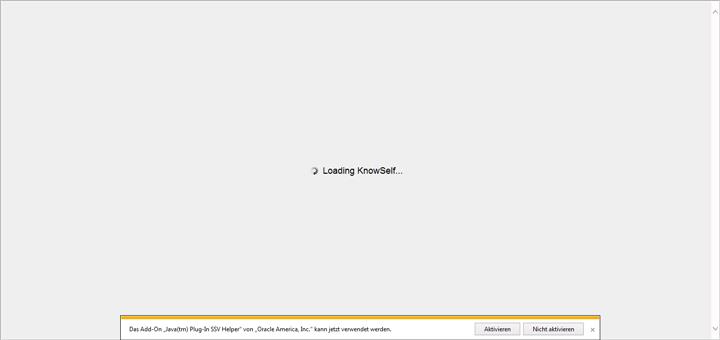 Loading KnowSelf...
Das Add-On „Java(tm) Plug-In SSV Helper" von „Oracle America, Inc." kann jetzt verwendet werden.
Aktivieren
Nicht aktivieren